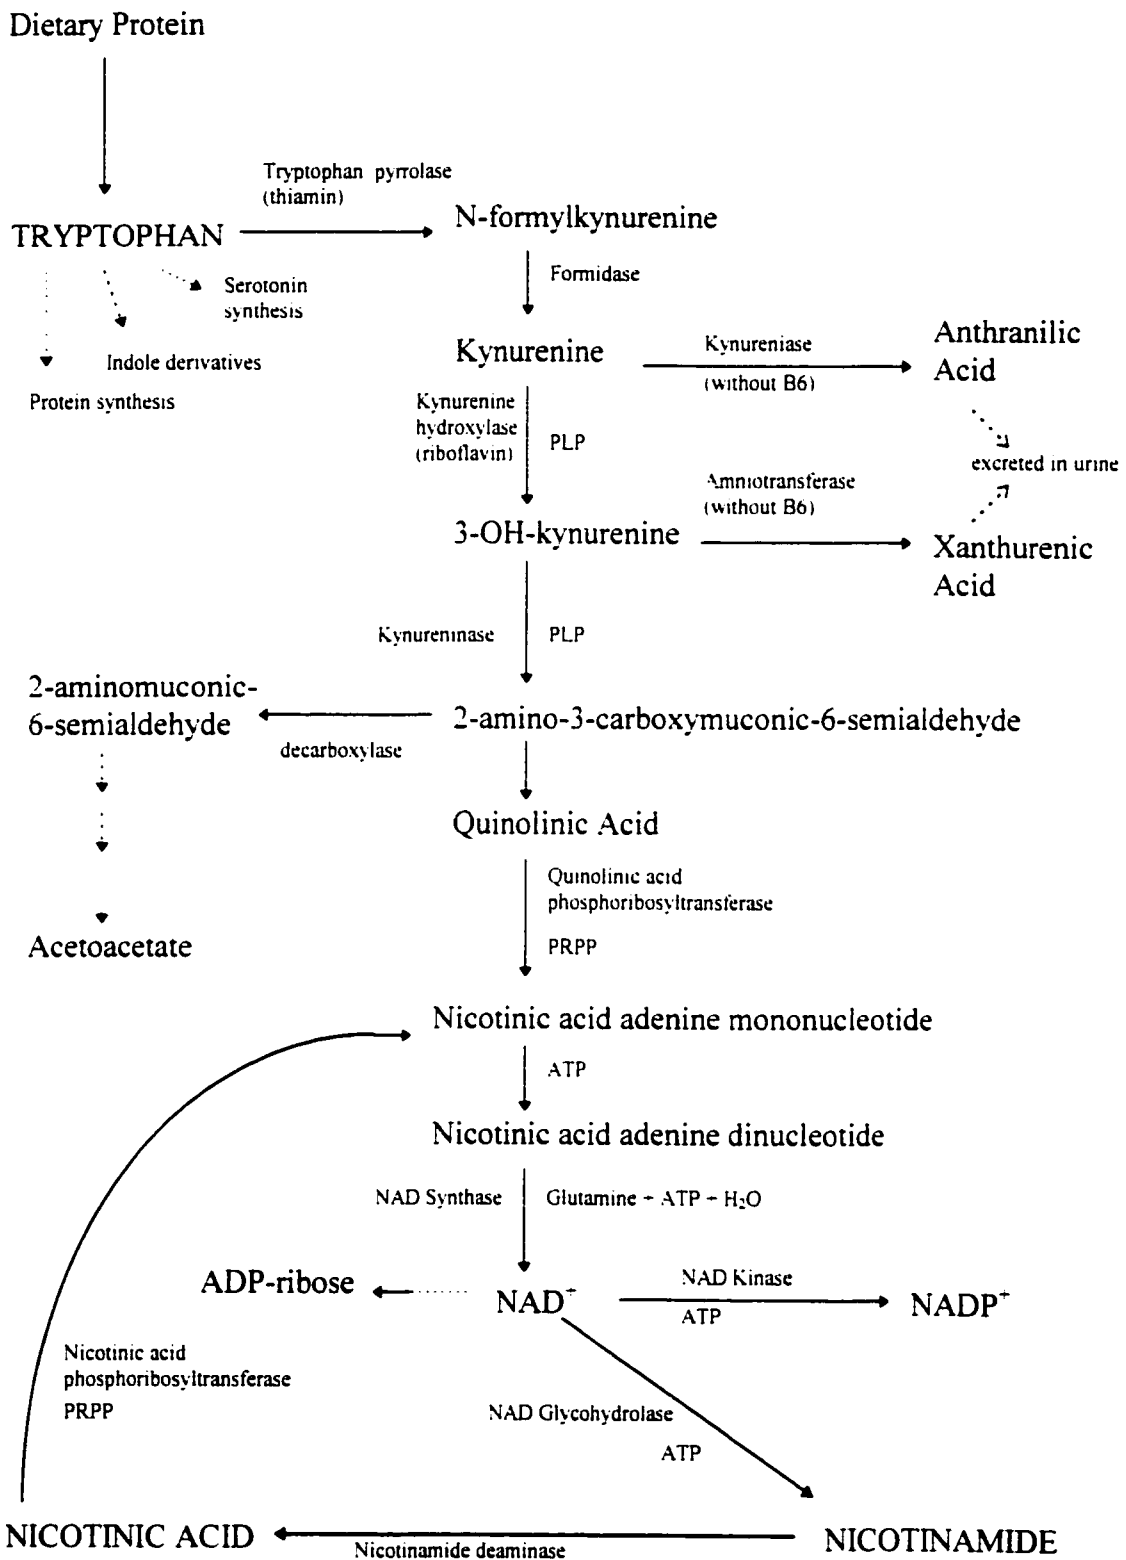 Dietary Protein
Tryptophan pyrrolase
(thiamin)
TRYPTOPHAN
N-formylkynurenine
Formidase
Serotonin
synthesis
Indole derivatives
Protein synthesis
Kynurenine
Kynureniase
(without B6)
Anthranilic
Acid
Kynurenine
hydroxylase
(riboflavin)
PLP
excreted in urine
Amniotransferase
(without B6)
3-OH-kynurenine
Xanthurenic
Acid
Kynureninase
PLP
2-aminomuconic-
6-semialdehyde
decarboxylase
2-amino-3-carboxymuconic-6-semialdehyde
Quinolinic Acid
Quinolinic acid
phosphoribosyltransferase
PRPP
Acetoacetate
Nicotinic acid adenine mononucleotide
ATP
Nicotinic acid adenine dinucleotide
NAD Synthase
Glutamine + ATP + H₂O
ADP-ribose
NAD⁺
NAD Kinase
ATP
NADP⁺
Nicotinic acid
phosphoribosyltransferase
PRPP
NAD Glycohydrolase
ATP
NICOTINIC ACID
Nicotinamide deaminase
NICOTINAMIDE